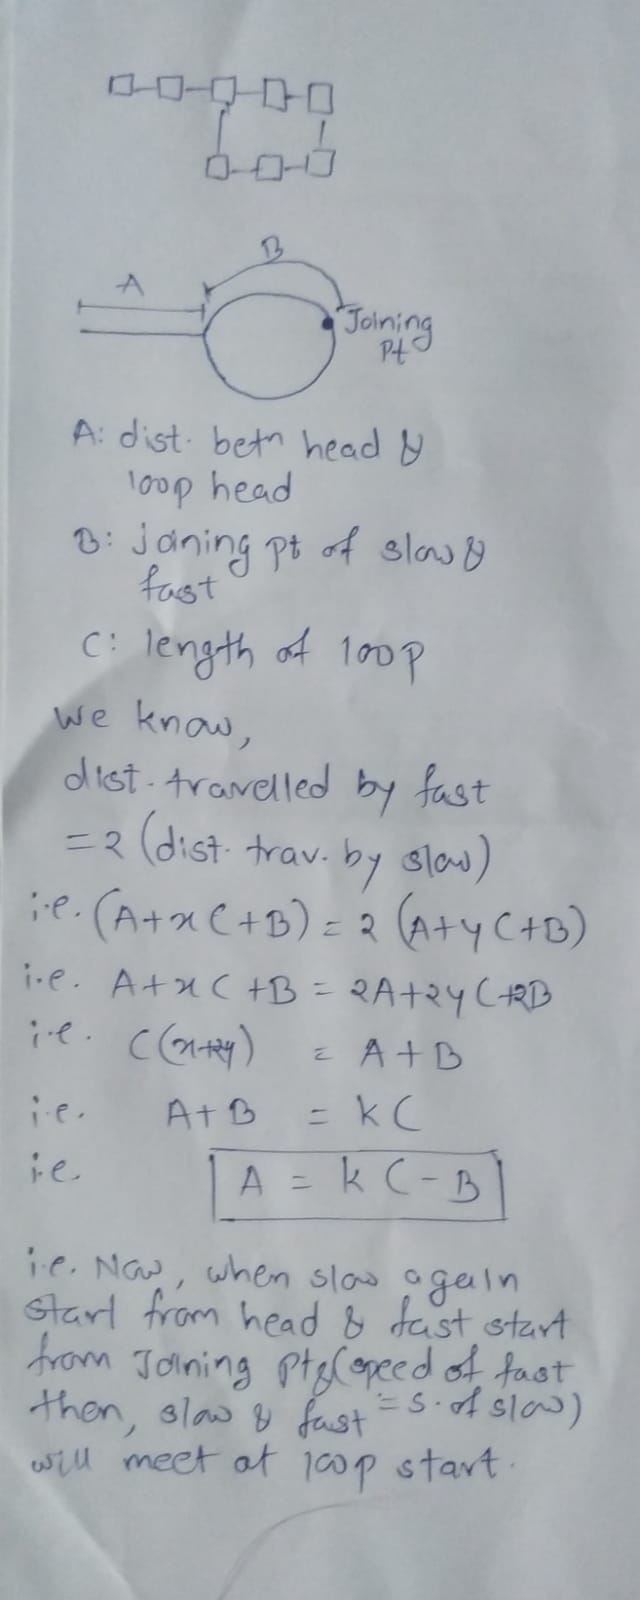 B
A
Joining
Pt
A: dist. betn head &
loop head
B: joining pt of slow &
fast
C: length of loop
we know,
dist. travelled by fast
= 2 (dist. trav. by slow)
i.e. (A+xC+B) = 2 (A+yC+B)
i.e. A+xC+B = 2A+2yC+2B
i.e. C(x+2y) = A+B
i.e. A+B = kC
i.e. A = kC-B
i.e. Now, when slow again
start from head & fast start
from Joining pt & (speed of fast
then, slow & fast = s. of slow)
will meet at loop start.